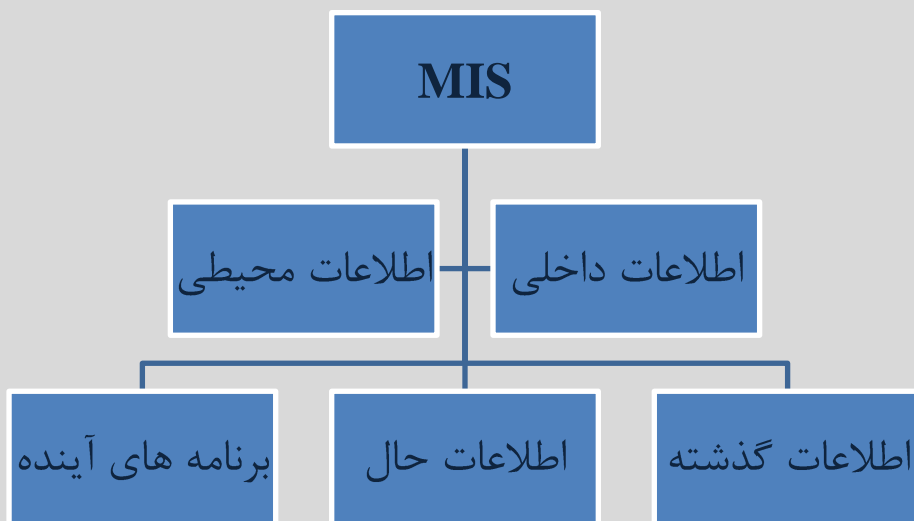 MIS
اطلاعات داخلی
اطلاعات محیطی
اطلاعات گذشته
اطلاعات حال
برنامه های آینده